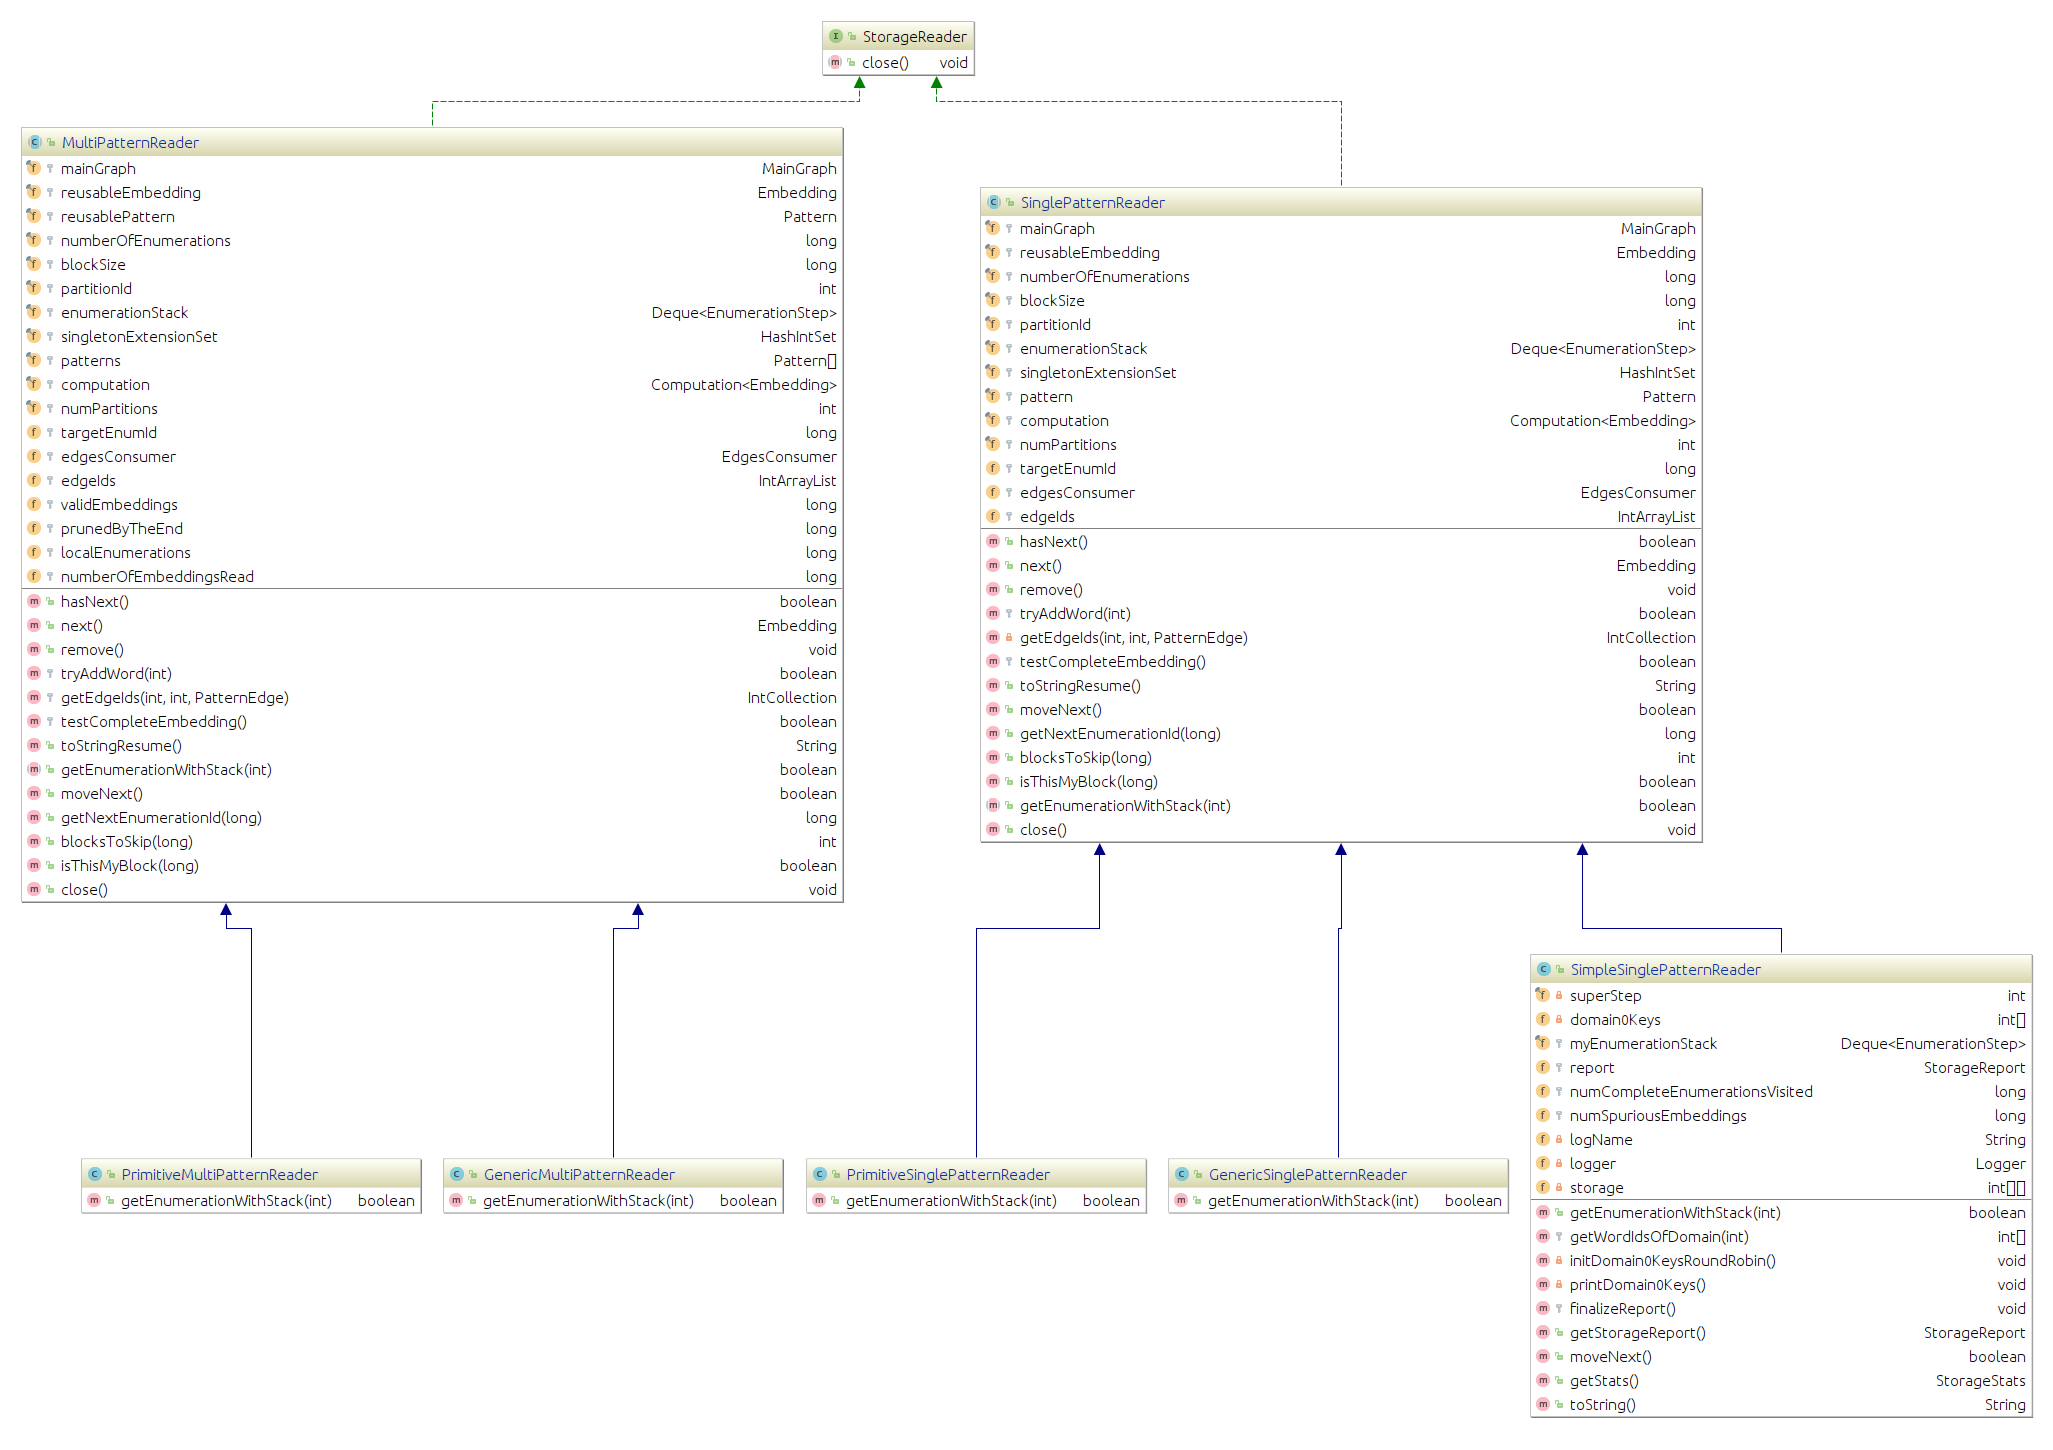 StorageReader
close() void
MultiPatternReader
mainGraph MainGraph
reusableEmbedding Embedding
reusablePattern Pattern
numberOfEnumerations long
blockSize long
partitionId int
enumerationStack Deque<EnumerationStep>
singletonExtensionSet HashIntSet
patterns Pattern[]
computation Computation<Embedding>
numPartitions int
targetEnumId long
edgesConsumer EdgesConsumer
edgeIds IntArrayList
validEmbeddings long
prunedByTheEnd long
localEnumerations long
numberOfEmbeddingsRead long
hasNext() boolean
next() Embedding
remove() void
tryAddWord(int) boolean
getEdgeIds(int, int, PatternEdge) IntCollection
testCompleteEmbedding() boolean
toStringResume() String
getEnumerationWithStack(int) boolean
moveNext() boolean
getNextEnumerationId(long) long
blocksToSkip(long) int
isThisMyBlock(long) boolean
close() void
SinglePatternReader
mainGraph MainGraph
reusableEmbedding Embedding
numberOfEnumerations long
blockSize long
partitionId int
enumerationStack Deque<EnumerationStep>
singletonExtensionSet HashIntSet
pattern Pattern
computation Computation<Embedding>
numPartitions int
targetEnumId long
edgesConsumer EdgesConsumer
edgeIds IntArrayList
hasNext() boolean
next() Embedding
remove() void
tryAddWord(int) boolean
getEdgeIds(int, int, PatternEdge) IntCollection
testCompleteEmbedding() boolean
toStringResume() String
moveNext() boolean
getNextEnumerationId(long) long
blocksToSkip(long) int
isThisMyBlock(long) boolean
getEnumerationWithStack(int) boolean
close() void
PrimitiveMultiPatternReader
getEnumerationWithStack(int) boolean
GenericMultiPatternReader
getEnumerationWithStack(int) boolean
PrimitiveSinglePatternReader
getEnumerationWithStack(int) boolean
GenericSinglePatternReader
getEnumerationWithStack(int) boolean
SimpleSinglePatternReader
superStep int
domain0Keys int[]
myEnumerationStack Deque<EnumerationStep>
report StorageReport
numCompleteEnumerationsVisited long
numSpuriousEmbeddings long
logName String
logger Logger
storage int[][]
getEnumerationWithStack(int) boolean
getWordIdsOfDomain(int) int[]
initDomain0KeysRoundRobin() void
printDomain0Keys() void
finalizeReport() void
getStorageReport() StorageReport
moveNext() boolean
getStats() StorageStats
toString() String